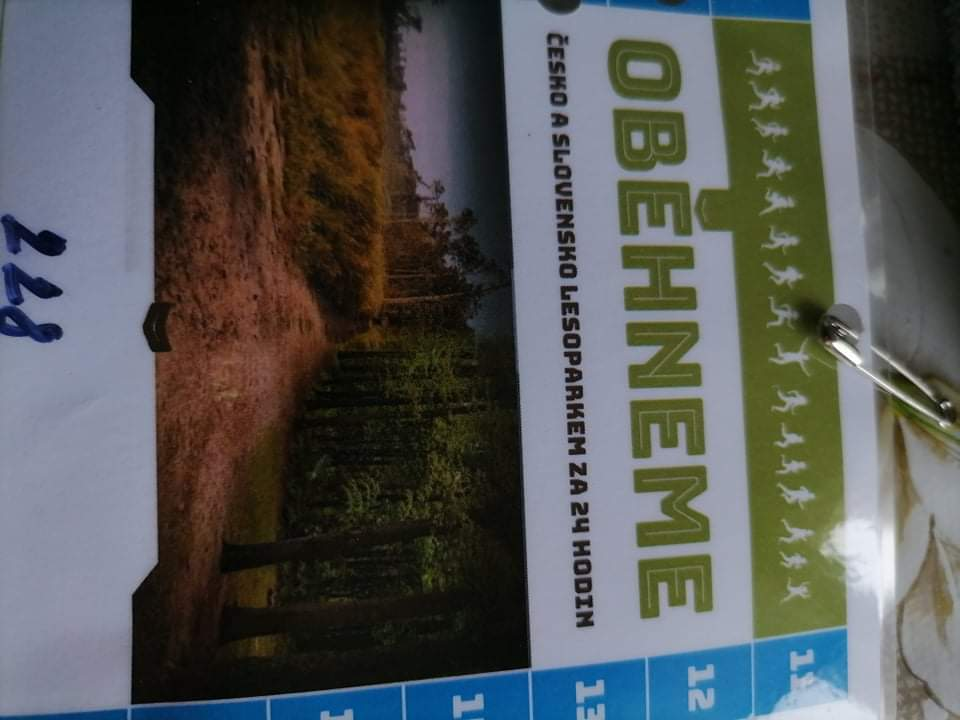 OBĚHNEME
ČESKO A SLOVENSKO LESOPARKEM ZA 24 HODIN
12
13
228